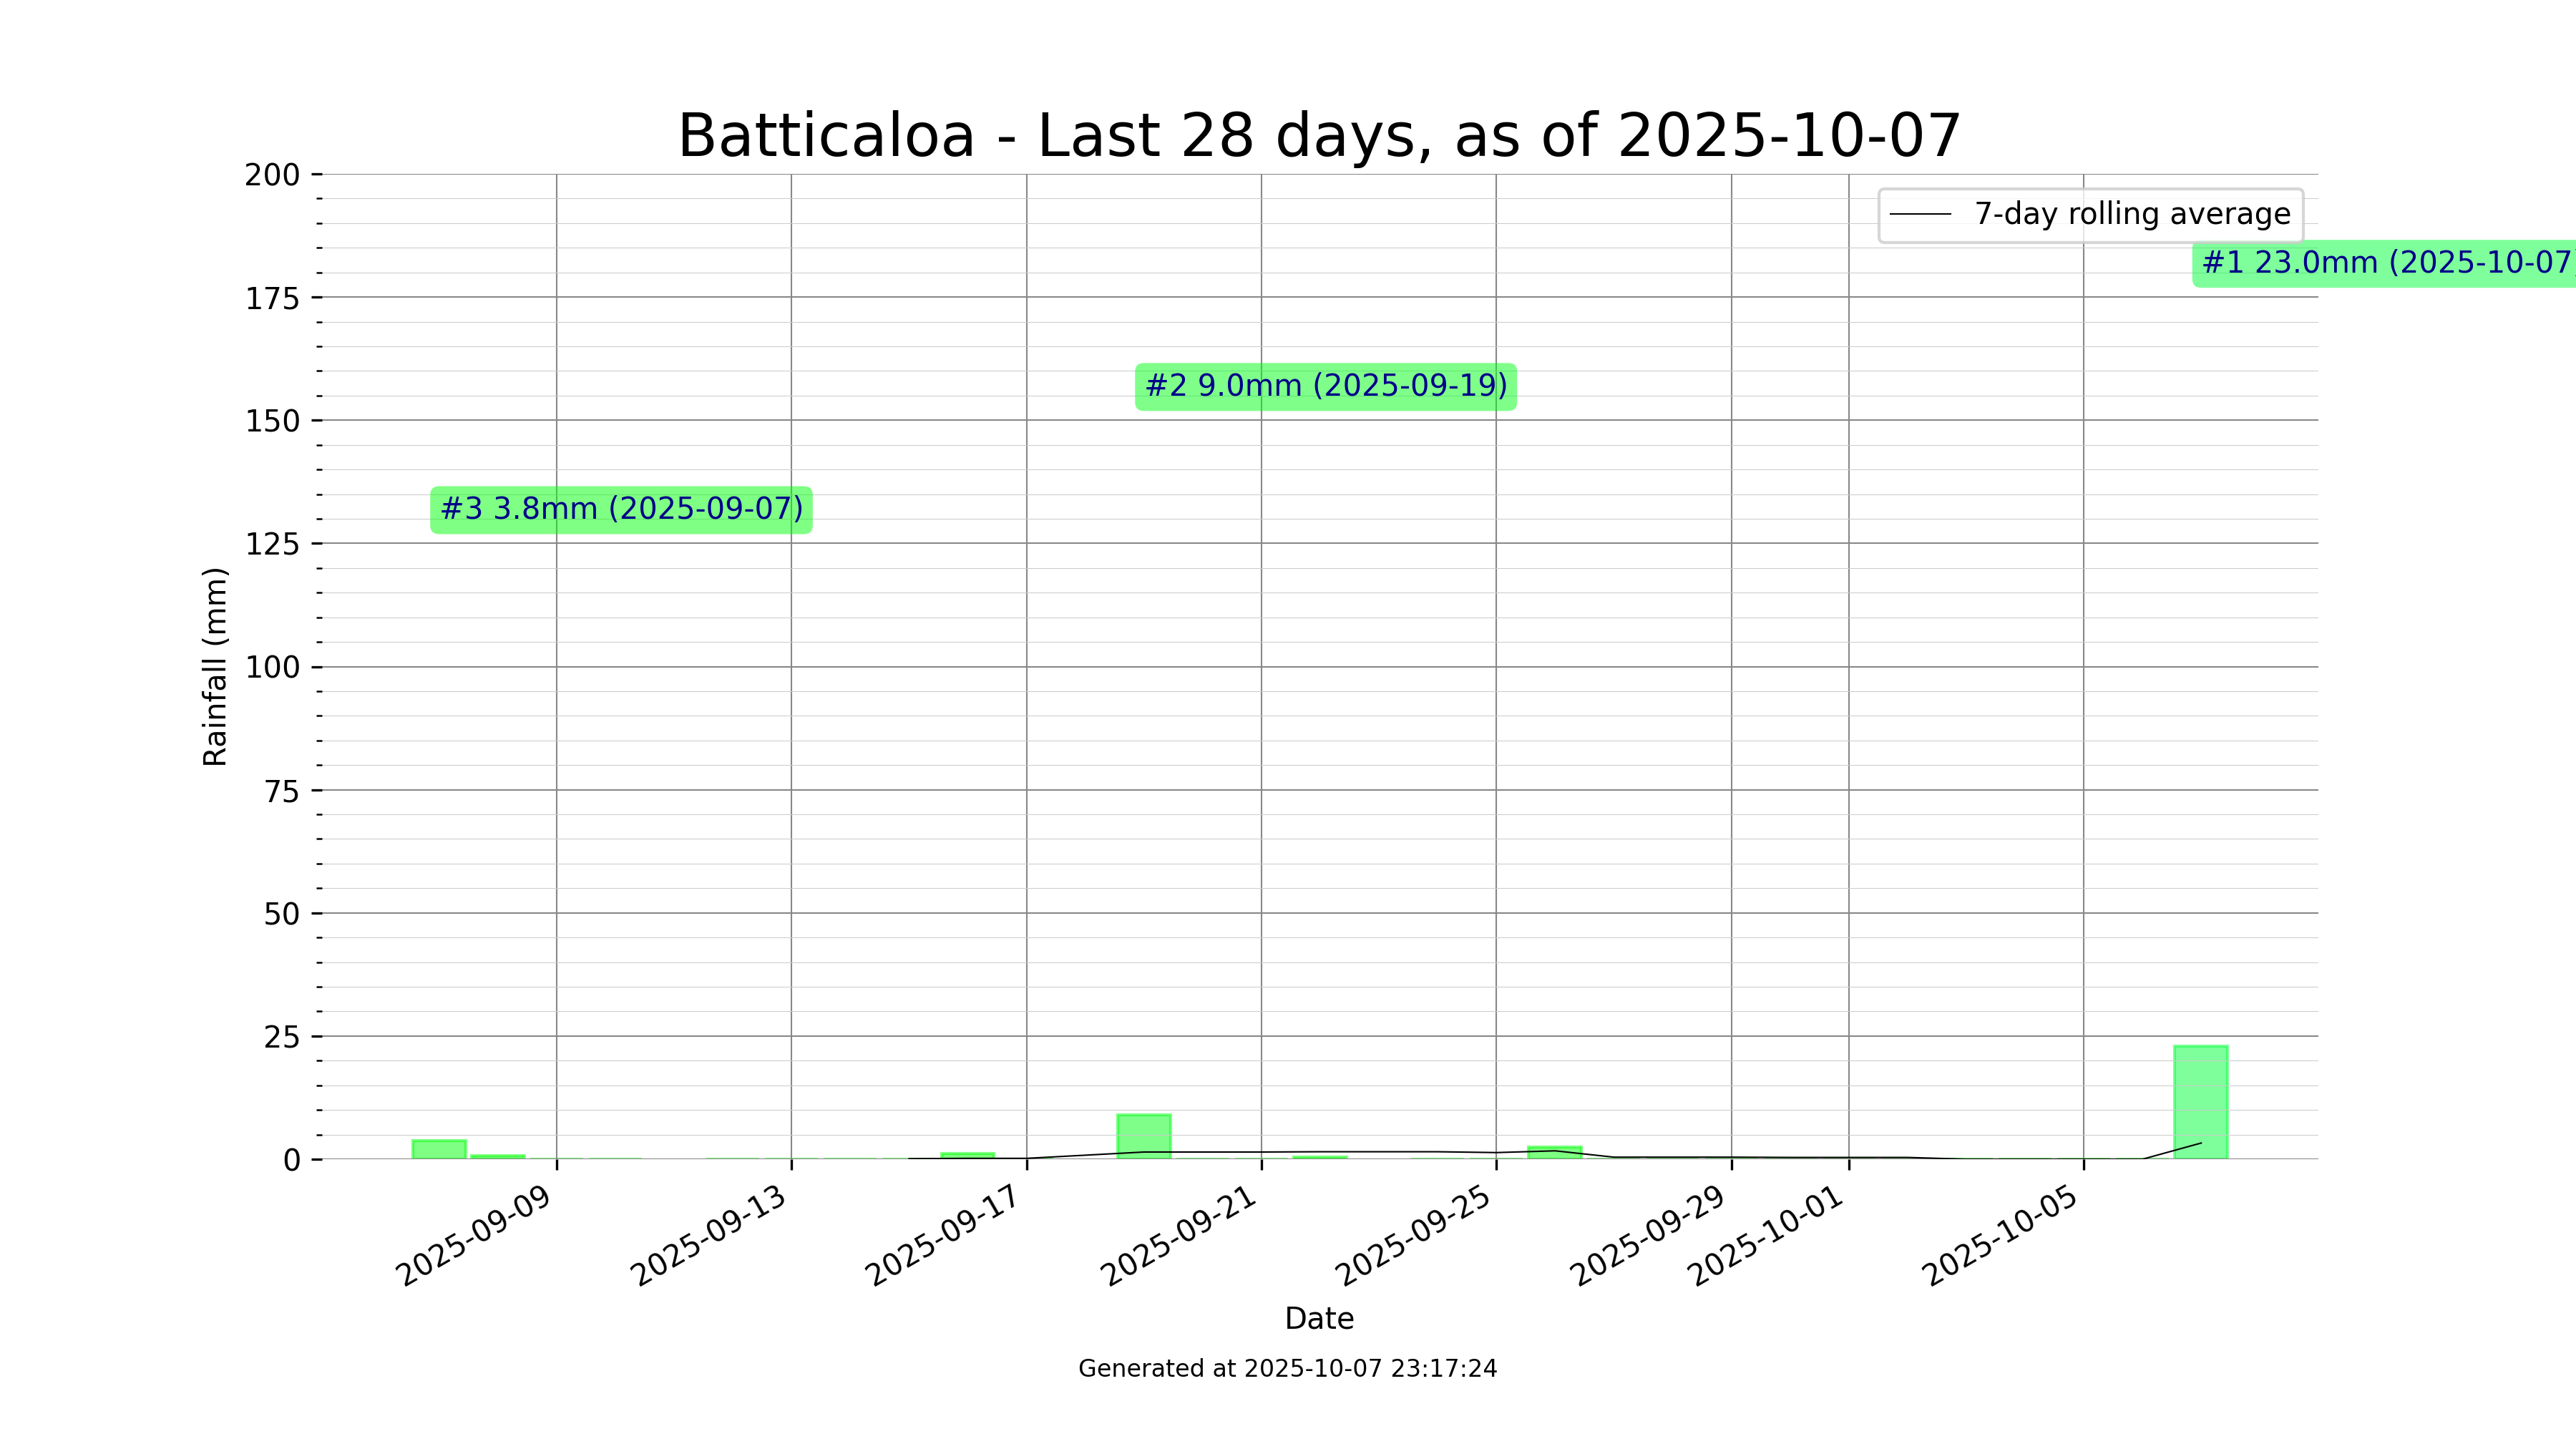 Batticaloa - Last 28 days, as of 2025-10-07
200
175
150
125
100
75
50
25
0
Rainfall (mm)
7-day rolling average
#1 23.0mm (2025-10-07)
#2 9.0mm (2025-09-19)
#3 3.8mm (2025-09-07)
2025-09-09
2025-09-13
2025-09-17
2025-09-21
2025-09-25
2025-09-29
2025-10-01
2025-10-05
Date
Generated at 2025-10-07 23:17:24